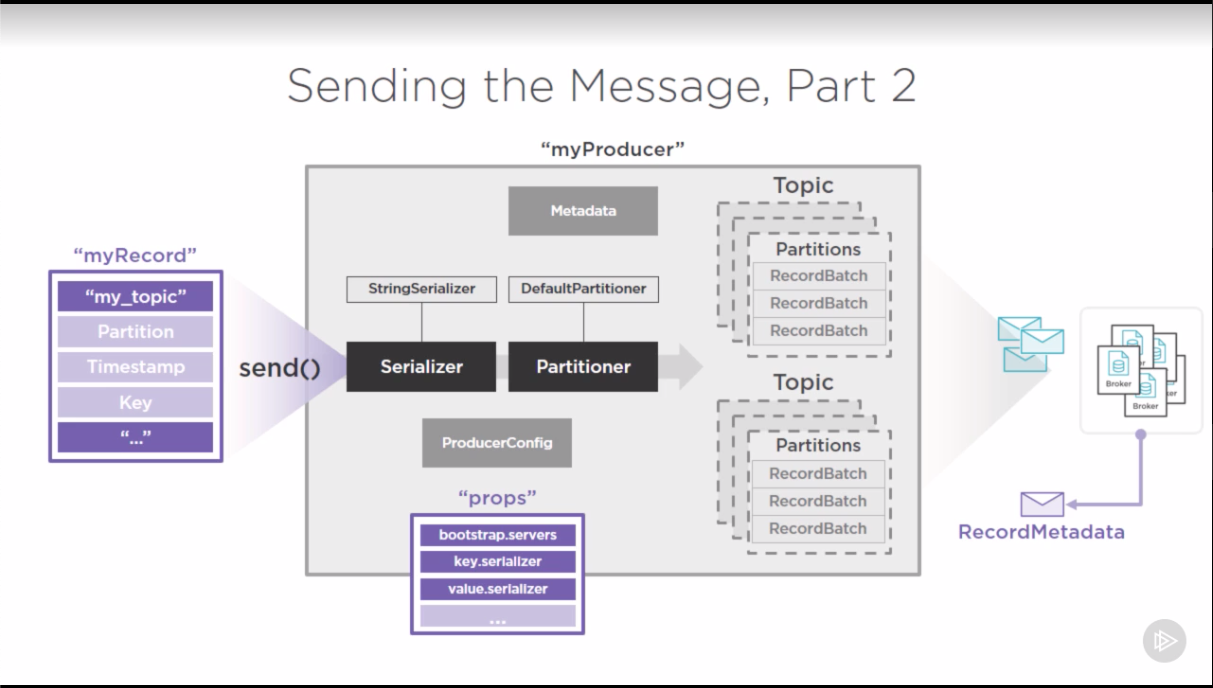 Sending the Message, Part 2
“myProducer”
“myRecord”
“my_topic”
Partition
Timestamp
Key
“...”
send()
Metadata
StringSerializer
DefaultPartitioner
Serializer
Partitioner
ProducerConfig
“props”
bootstrap.servers
key.serializer
value.serializer
...
Topic
Partitions
RecordBatch
RecordBatch
RecordBatch
Topic
Partitions
RecordBatch
RecordBatch
RecordBatch
Broker
Broker
RecordMetadata